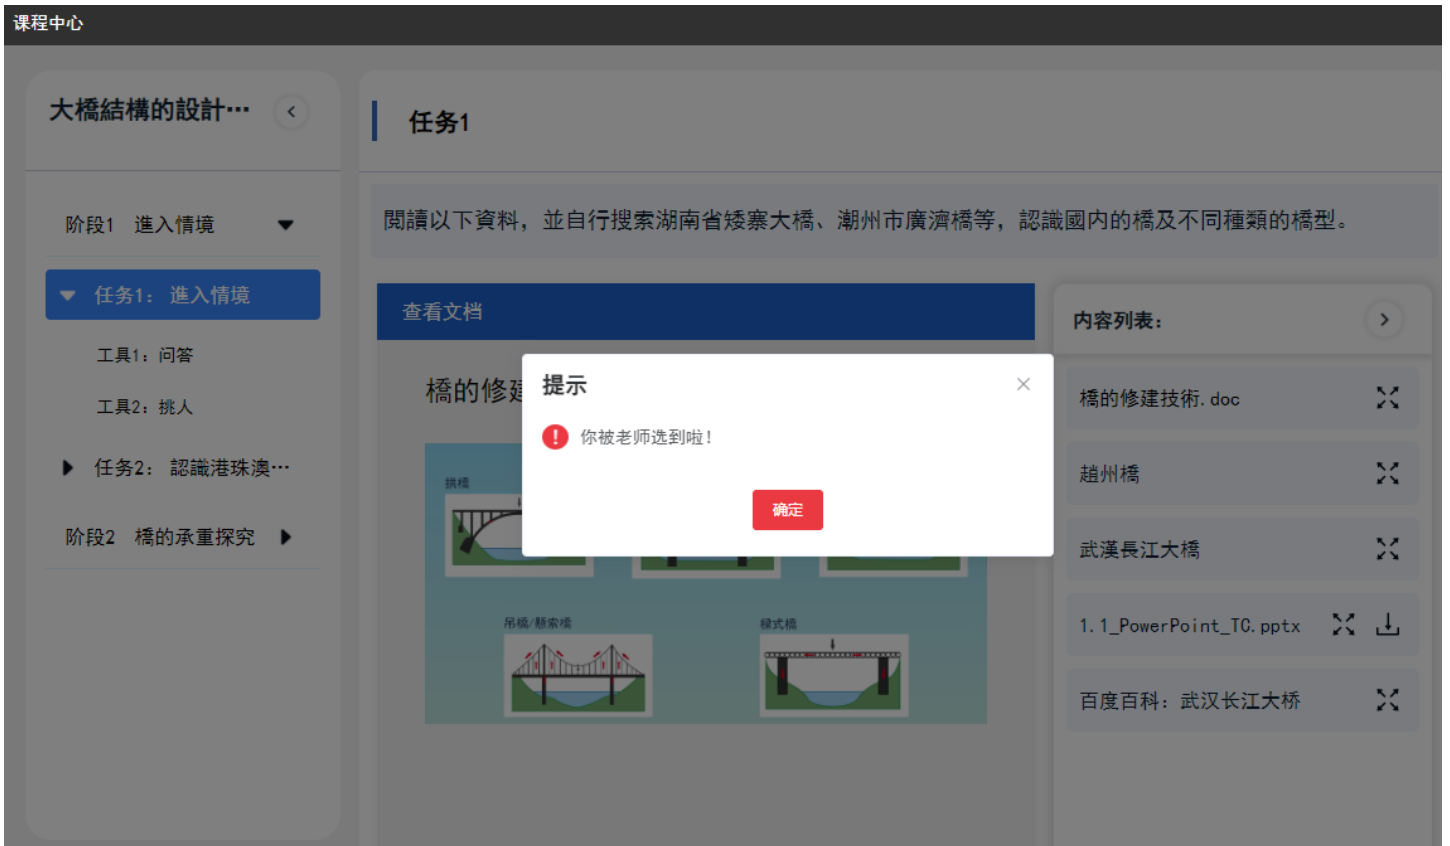 课程中心
大橋結構的設計…
阶段1 進入情境
任务1：進入情境
工具1：问答
工具2：挑人
任务2：認識港珠澳…
阶段2 橋的承重探究
任务1
閲讀以下資料，並自行搜索湖南省矮寨大橋、潮州市廣濟橋等，認識國内的橋及不同種類的橋型。
查看文档
橋的修建
拱橋
吊橋/懸索橋
樑式橋
提示
你被老师选到啦！
确定
内容列表：
橋的修建技術.doc
趙州橋
武漢長江大橋
1.1_PowerPoint_TC.pptx
百度百科：武汉长江大桥